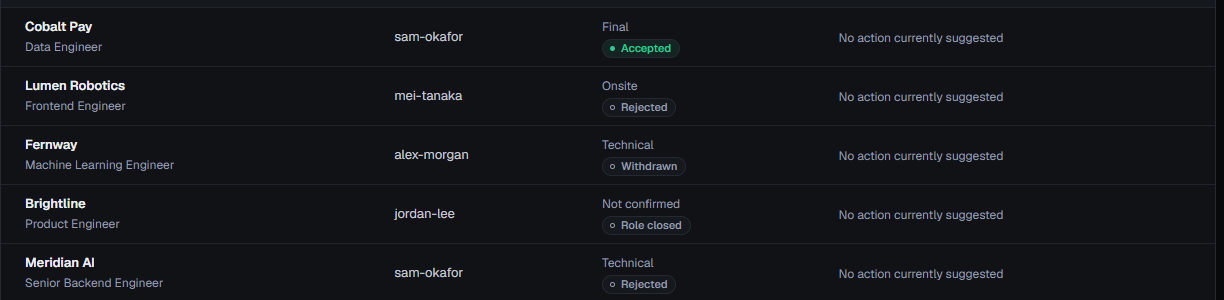 Cobalt Pay
Data Engineer
sam-okafor
Final
Accepted
No action currently suggested
Lumen Robotics
Frontend Engineer
mei-tanaka
Onsite
Rejected
No action currently suggested
Fernway
Machine Learning Engineer
alex-morgan
Technical
Withdrawn
No action currently suggested
Brightline
Product Engineer
jordan-lee
Not confirmed
Role closed
No action currently suggested
Meridian AI
Senior Backend Engineer
sam-okafor
Technical
Rejected
No action currently suggested